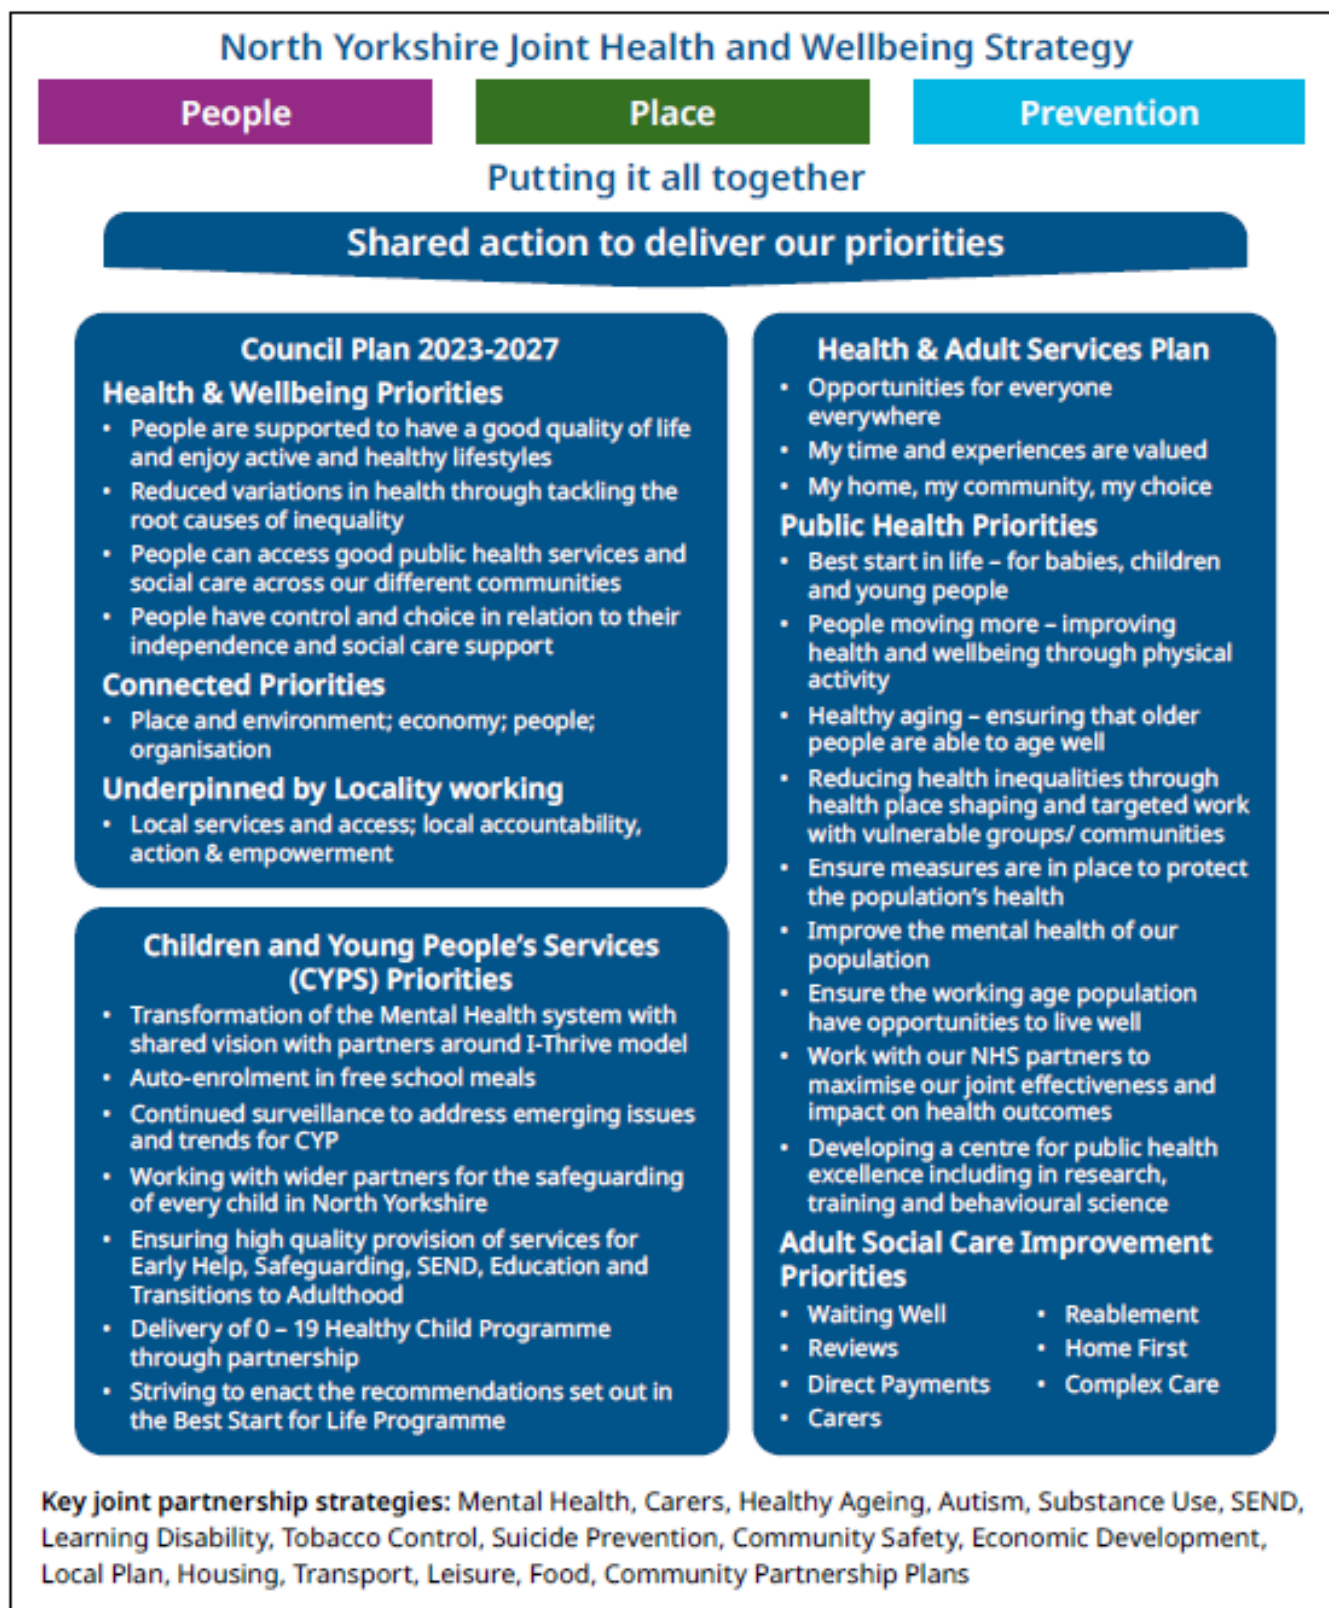 North Yorkshire Joint Health and Wellbeing Strategy
People
Place
Prevention
Putting it all together
Shared action to deliver our priorities
Council Plan 2023-2027
Health & Wellbeing Priorities
• People are supported to have a good quality of life
and enjoy active and healthy lifestyles
• Reduced variations in health through tackling the
root causes of inequality
• People can access good public health services and
social care across our different communities
• People have control and choice in relation to their
independence and social care support
Connected Priorities
• Place and environment; economy; people;
organisation
Underpinned by Locality working
• Local services and access; local accountability,
action & empowerment
Children and Young People's Services
(CYPS) Priorities
• Transformation of the Mental Health system with
shared vision with partners around I-Thrive model
• Auto-enrolment in free school meals
• Continued surveillance to address emerging issues
and trends for CYP
• Working with wider partners for the safeguarding
of every child in North Yorkshire
• Ensuring high quality provision of services for
Early Help, Safeguarding, SEND, Education and
Transitions to Adulthood
• Delivery of 0 – 19 Healthy Child Programme
through partnership
• Striving to enact the recommendations set out in
the Best Start for Life Programme
Health & Adult Services Plan
• Opportunities for everyone
everywhere
• My time and experiences are valued
• My home, my community, my choice
Public Health Priorities
• Best start in life – for babies, children
and young people
• People moving more – improving
health and wellbeing through physical
activity
• Healthy aging – ensuring that older
people are able to age well
• Reducing health inequalities through
health place shaping and targeted work
with vulnerable groups/ communities
• Ensure measures are in place to protect
the population's health
• Improve the mental health of our
population
• Ensure the working age population
have opportunities to live well
• Work with our NHS partners to
maximise our joint effectiveness and
impact on health outcomes
• Developing a centre for public health
excellence including in research,
training and behavioural science
Adult Social Care Improvement
Priorities
• Waiting Well
• Reviews
• Direct Payments
• Carers
• Reablement
• Home First
• Complex Care
Key joint partnership strategies: Mental Health, Carers, Healthy Ageing, Autism, Substance Use, SEND,
Learning Disability, Tobacco Control, Suicide Prevention, Community Safety, Economic Development,
Local Plan, Housing, Transport, Leisure, Food, Community Partnership Plans